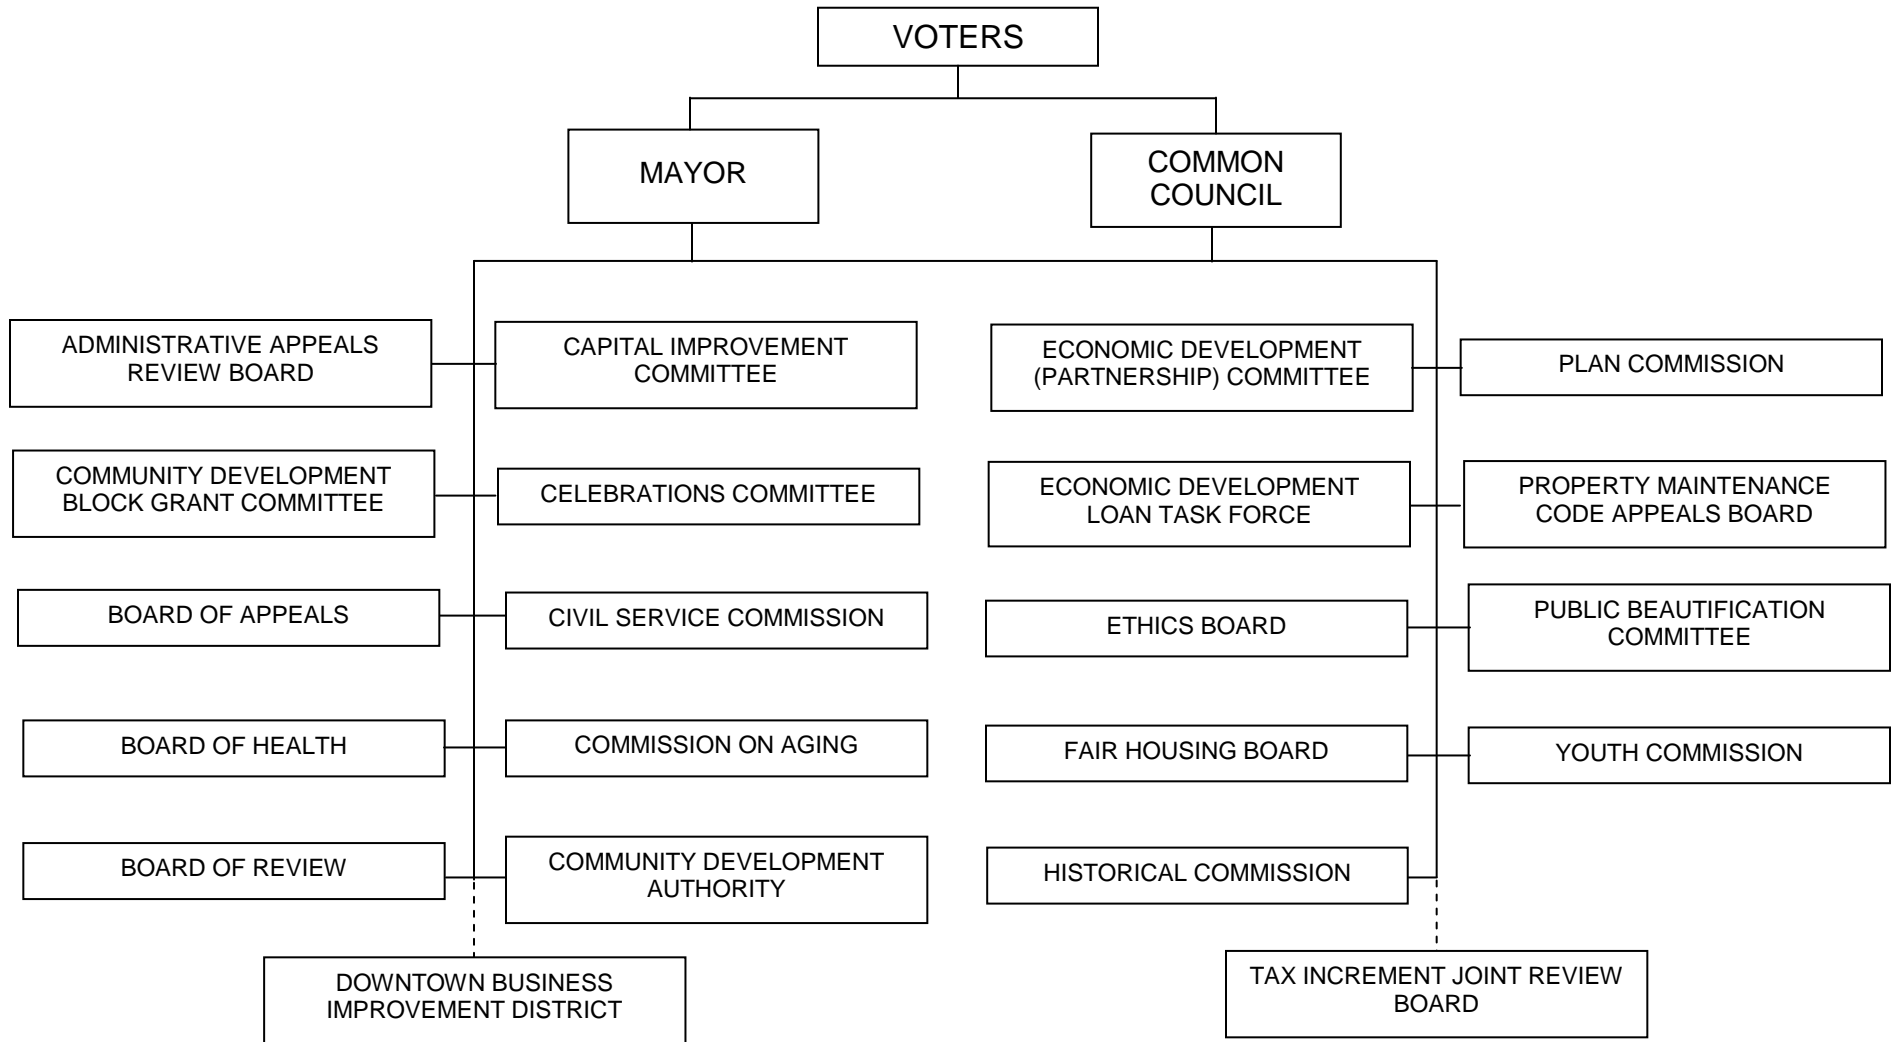 VOTERS
MAYOR
COMMON
COUNCIL
ADMINISTRATIVE APPEALS
REVIEW BOARD
CAPITAL IMPROVEMENT
COMMITTEE
ECONOMIC DEVELOPMENT
(PARTNERSHIP) COMMITTEE
PLAN COMMISSION
COMMUNITY DEVELOPMENT
BLOCK GRANT COMMITTEE
CELEBRATIONS COMMITTEE
ECONOMIC DEVELOPMENT
LOAN TASK FORCE
PROPERTY MAINTENANCE
CODE APPEALS BOARD
BOARD OF APPEALS
CIVIL SERVICE COMMISSION
ETHICS BOARD
PUBLIC BEAUTIFICATION
COMMITTEE
BOARD OF HEALTH
COMMISSION ON AGING
FAIR HOUSING BOARD
YOUTH COMMISSION
BOARD OF REVIEW
COMMUNITY DEVELOPMENT
AUTHORITY
HISTORICAL COMMISSION
DOWNTOWN BUSINESS
IMPROVEMENT DISTRICT
TAX INCREMENT JOINT REVIEW
BOARD